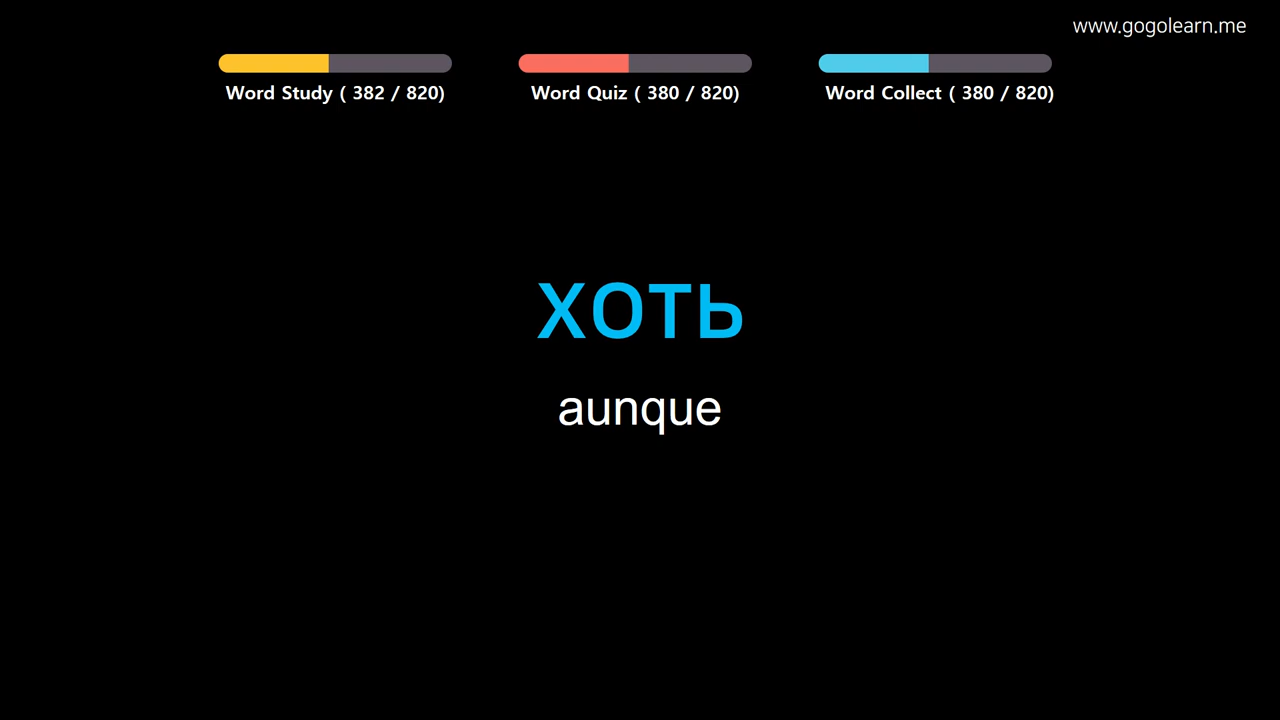 www.gogolearn.me
Word Study ( 382 / 820)
Word Quiz ( 380 / 820)
Word Collect ( 380 / 820)
хоть
aunque